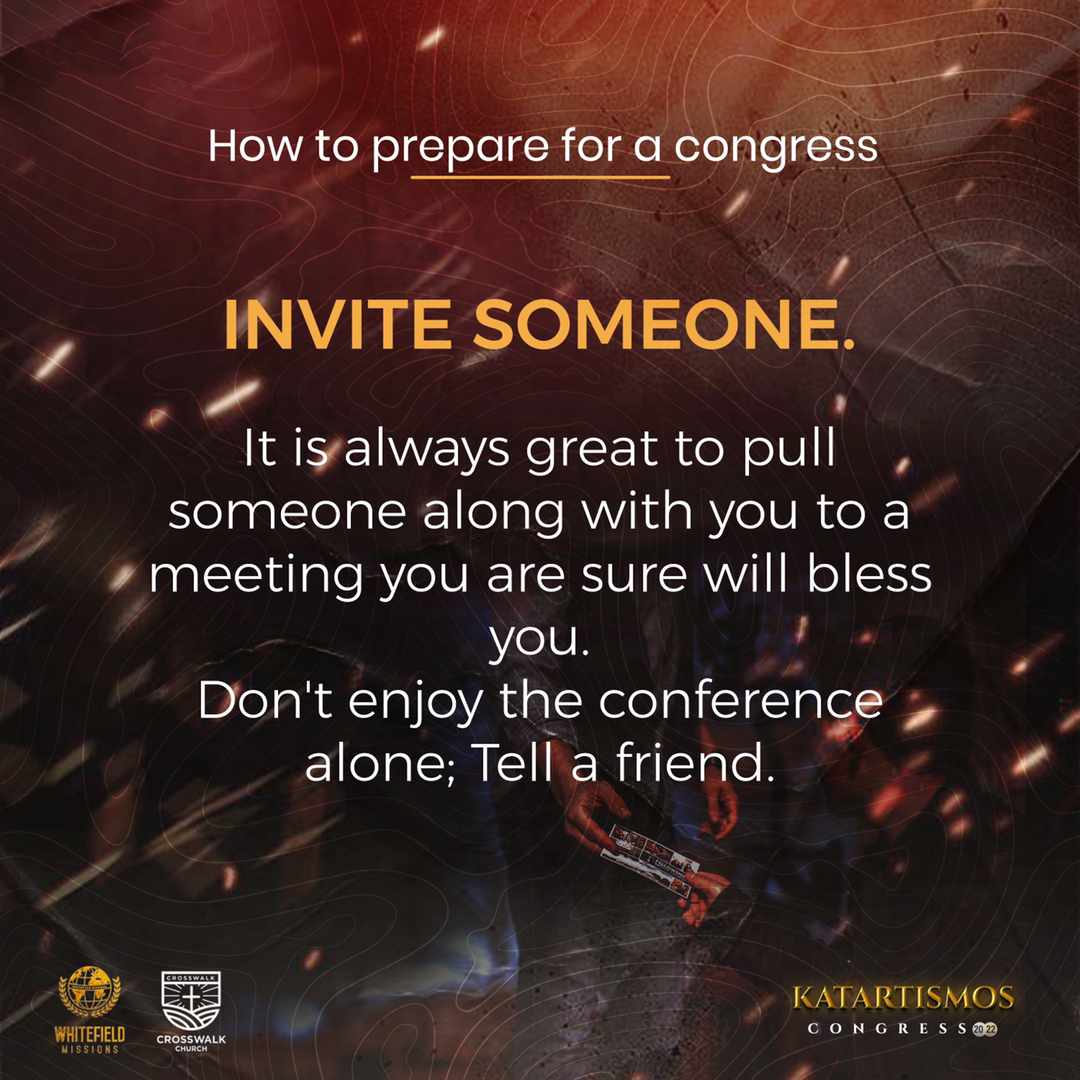 How to prepare for a congress
INVITE SOMEONE.
It is always great to pull
someone along with you to a
meeting you are sure will bless
you.
Don't enjoy the conference
alone; Tell a friend.
WHITEFIELD
MISSIONS
CROSSWALK
CROSSWALK
CHURCH
KATARTISMOS
CONGRESS 2022